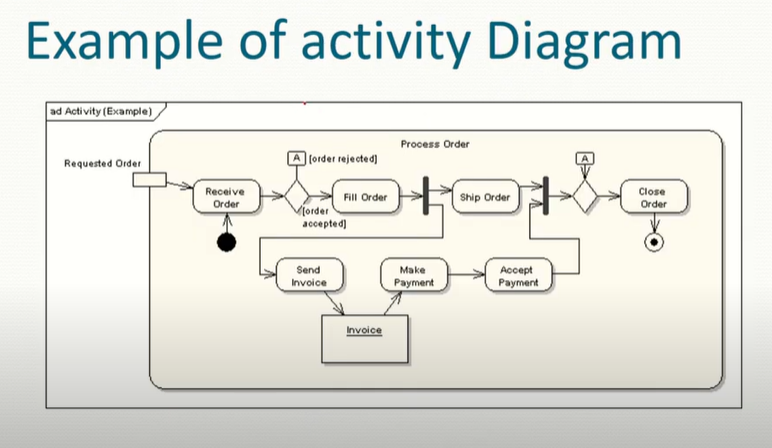 Example of activity Diagram
ad Activity (Example)
Process Order
Requested Order
A
[order rejected]
A
Receive
Order
Fill Order
Ship Order
Close
Order
[order
accepted]
Send
Invoice
Make
Payment
Accept
Payment
Invoice